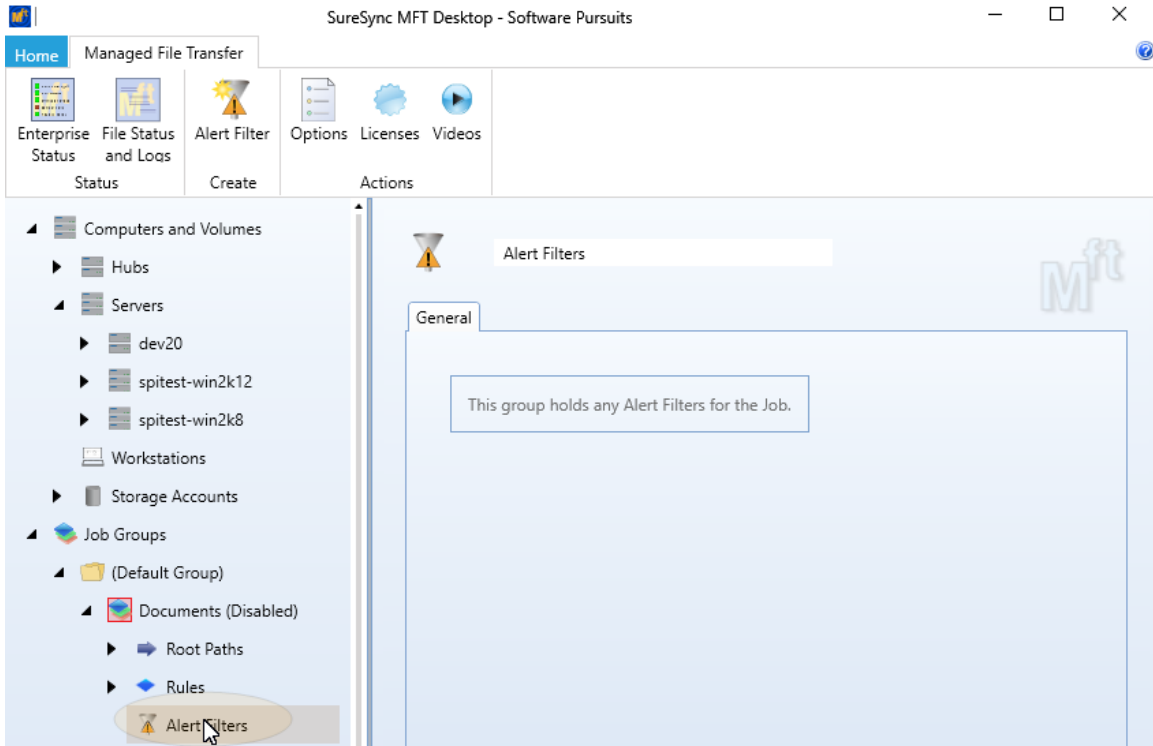 Mft
SureSync MFT Desktop - Software Pursuits
Home
Managed File Transfer
Enterprise Status
File Status and Logs
Alert Filter
Options
Licenses
Videos
Status
Create
Actions
Computers and Volumes
Hubs
Servers
dev20
spitest-win2k12
spitest-win2k8
Workstations
Storage Accounts
Job Groups
(Default Group)
Documents (Disabled)
Root Paths
Rules
Alert Filters
Alert Filters
Mft
General
This group holds any Alert Filters for the Job.